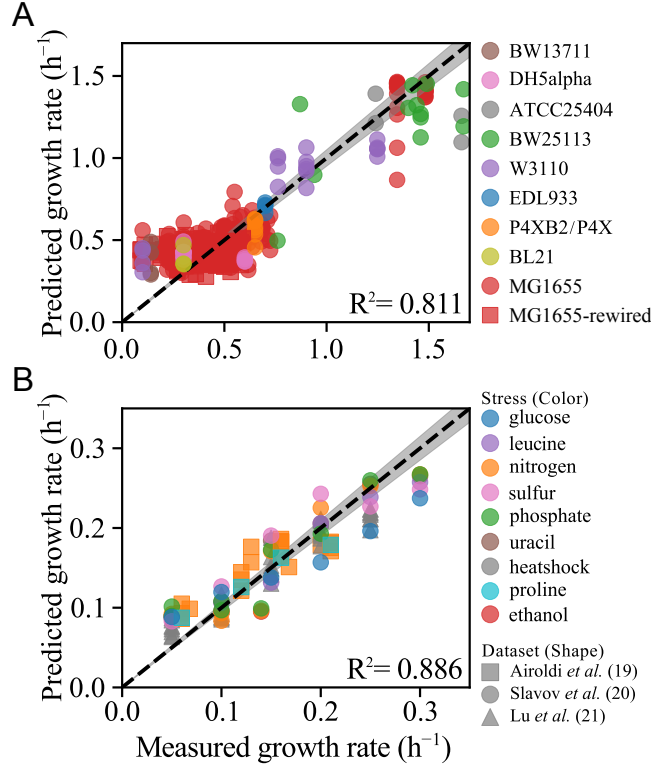 A
Predicted growth rate (h⁻¹)
1.5
1.0
0.5
0.0
0.0 0.5 1.0 1.5
R²= 0.811
BW13711
DH5alpha
ATCC25404
BW25113
W3110
EDL933
P4XB2/P4X
BL21
MG1655
MG1655-rewired
B
Predicted growth rate (h⁻¹)
0.3
0.2
0.1
0.0
0.0 0.1 0.2 0.3
R²= 0.886
Measured growth rate (h⁻¹)
Stress (Color)
glucose
leucine
nitrogen
sulfur
phosphate
uracil
heatshock
proline
ethanol
Dataset (Shape)
Airoldi et al. (19)
Slavov et al. (20)
Lu et al. (21)